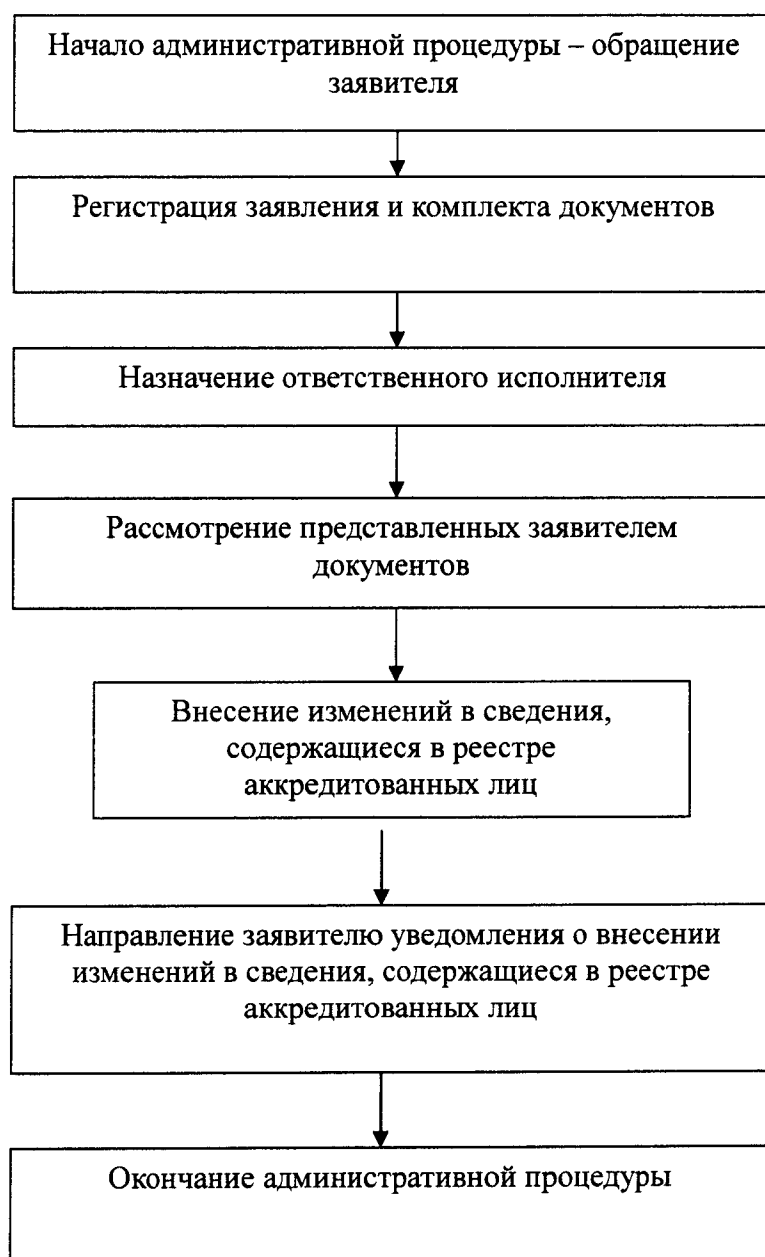 Начало административной процедуры – обращение
заявителя
Регистрация заявления и комплекта документов
Назначение ответственного исполнителя
Рассмотрение представленных заявителем
документов
Внесение изменений в сведения,
содержащиеся в реестре
аккредитованных лиц
Направление заявителю уведомления о внесении
изменений в сведения, содержащиеся в реестре
аккредитованных лиц
Окончание административной процедуры